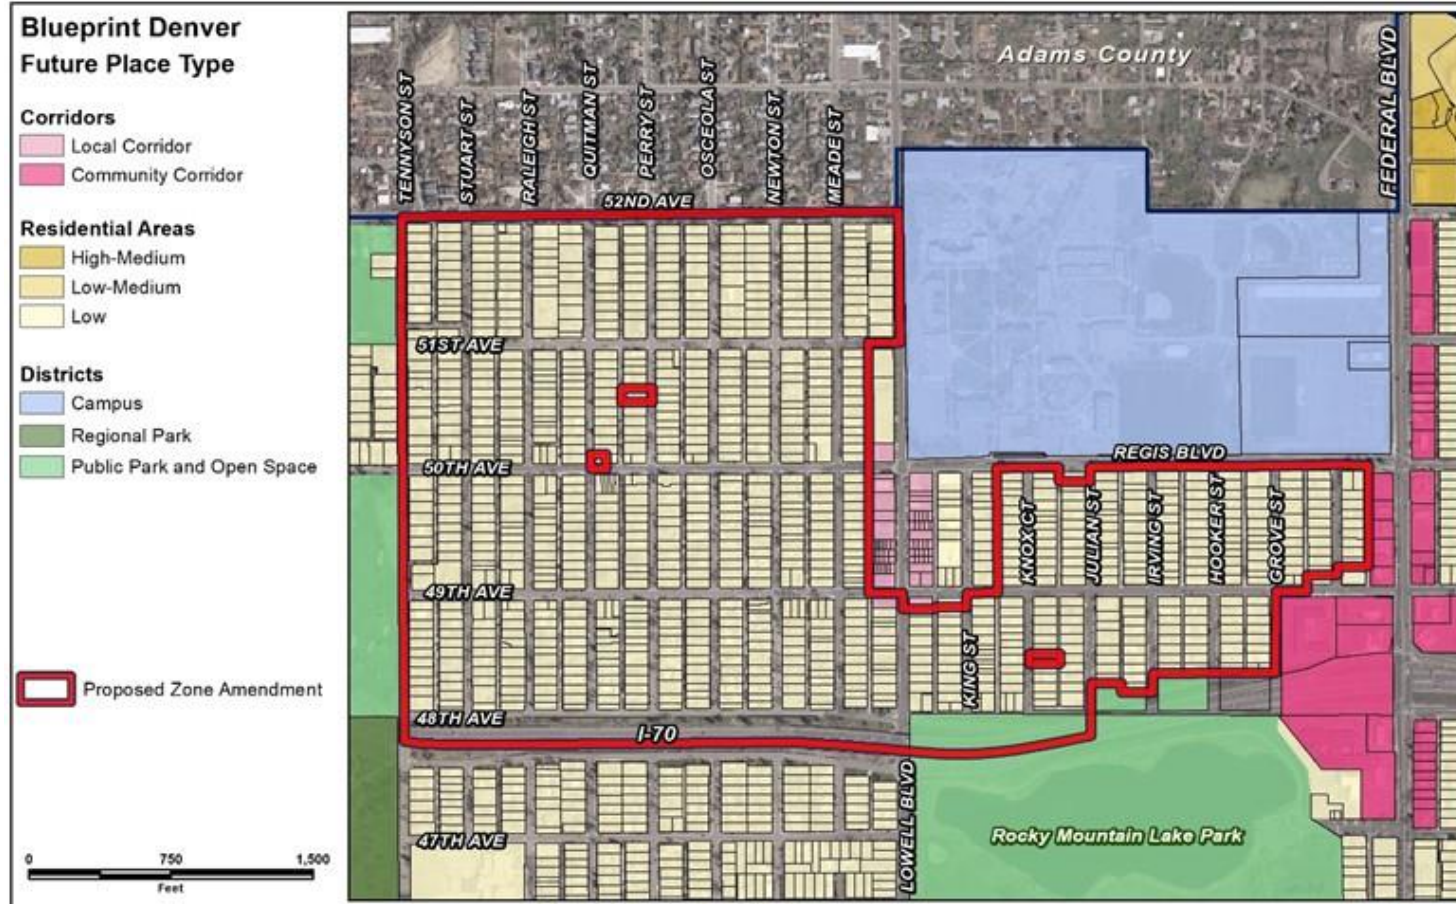 Blueprint Denver
Future Place Type
Corridors
Local Corridor
Community Corridor
Residential Areas
High-Medium
Low-Medium
Low
Districts
Campus
Regional Park
Public Park and Open Space
Proposed Zone Amendment
0 750 1,500
Feet
Adams County
TENNYSON ST
STUART ST
RALEIGH ST
QUITMAN ST
PERRY ST
OSCEOLA ST
NEWTON ST
MEADE ST
FEDERAL BLVD
52ND AVE
51ST AVE
50TH AVE
REGIS BLVD
KNOX CT
JULIAN ST
IRVING ST
HOOKER ST
GROVE ST
49TH AVE
KING ST
48TH AVE
I-70
LOWELL BLVD
Rocky Mountain Lake Park
47TH AVE